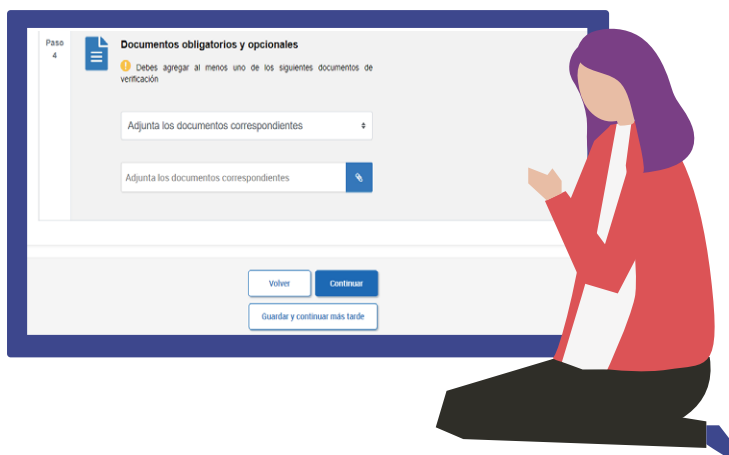 Paso
4
Documentos obligatorios y opcionales
Debes agregar al menos uno de los siguientes documentos de
verificación
Adjunta los documentos correspondientes
Adjunta los documentos correspondientes
Volver
Continuar
Guardar y continuar más tarde